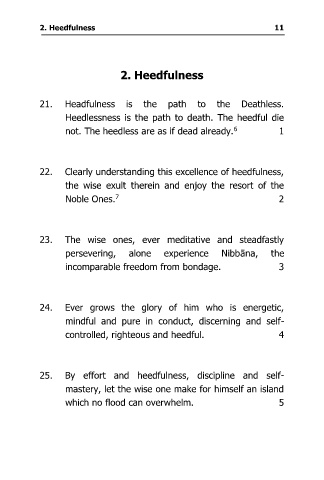 2. Heedfulness 11
2. Heedfulness
21. Headfulness is the path to the Deathless.
Heedlessness is the path to death. The heedful die
not. The heedless are as if dead already.⁶ 1
22. Clearly understanding this excellence of heedfulness,
the wise exult therein and enjoy the resort of the
Noble Ones.⁷ 2
23. The wise ones, ever meditative and steadfastly
persevering, alone experience Nibbāna, the
incomparable freedom from bondage. 3
24. Ever grows the glory of him who is energetic,
mindful and pure in conduct, discerning and self-
controlled, righteous and heedful. 4
25. By effort and heedfulness, discipline and self-
mastery, let the wise one make for himself an island
which no flood can overwhelm. 5